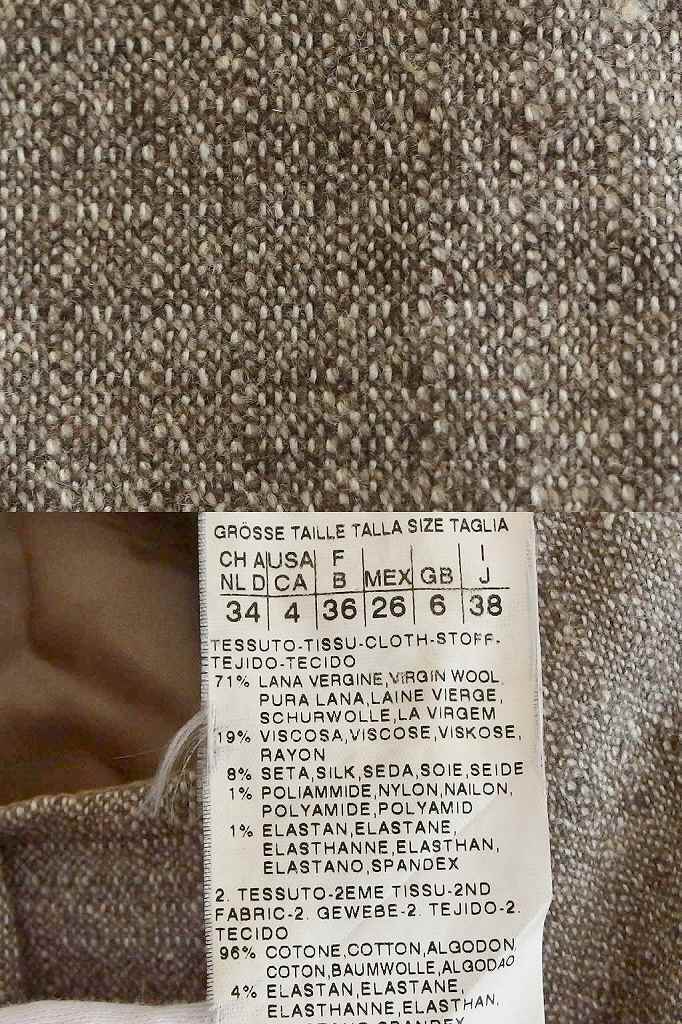 GRÖSSE TAILLE TALLA SIZE TAGLIA
CH A USA F I
NL D CA B MEX GB J
34 4 36 26 6 38
TESSUTO-TISSU-CLOTH-STOFF-
TEJIDO-TECIDO
71% LANA VERGINE,VIRGIN WOOL,
PURA LANA,LAINE VIERGE,
SCHURWOLLE,LA VIRGEM
19% VISCOSA,VISCOSE,VISKOSE,
RAYON
8% SETA,SILK,SEDA,SOIE,SEIDE
1% POLIAMMIDE,NYLON,NAILON,
POLYAMIDE,POLYAMID
1% ELASTAN,ELASTANE,
ELASTHANNE,ELASTHAN,
ELASTANO,SPANDEX
2. TESSUTO-2EME TISSU-2ND
FABRIC-2. GEWEBE-2. TEJIDO-2.
TECIDO
96% COTONE,COTTON,ALGODON,
COTON,BAUMWOLLE,ALGODAO
4% ELASTAN,ELASTANE,
ELASTHANNE,ELASTHAN,